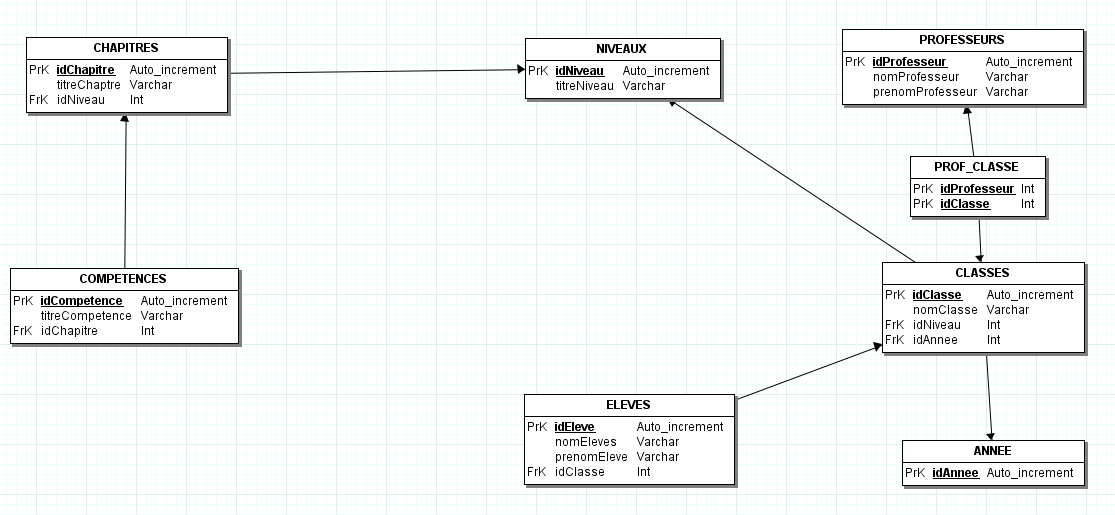 CHAPITRES
PrK idChapitre Auto_increment
titreChaptre Varchar
FrK idNiveau Int
NIVEAUX
PrK idNiveau Auto_increment
titreNiveau Varchar
PROFESSEURS
PrK idProfesseur Auto_increment
nomProfesseur Varchar
prenomProfesseur Varchar
PROF_CLASSE
PrK idProfesseur Int
PrK idClasse Int
COMPETENCES
PrK idCompetence Auto_increment
titreCompetence Varchar
FrK idChapitre Int
CLASSES
PrK idClasse Auto_increment
nomClasse Varchar
FrK idNiveau Int
FrK idAnnee Int
ELEVES
PrK idEleve Auto_increment
nomEleves Varchar
prenomEleve Varchar
FrK idClasse Int
ANNEE
PrK idAnnee Auto_increment